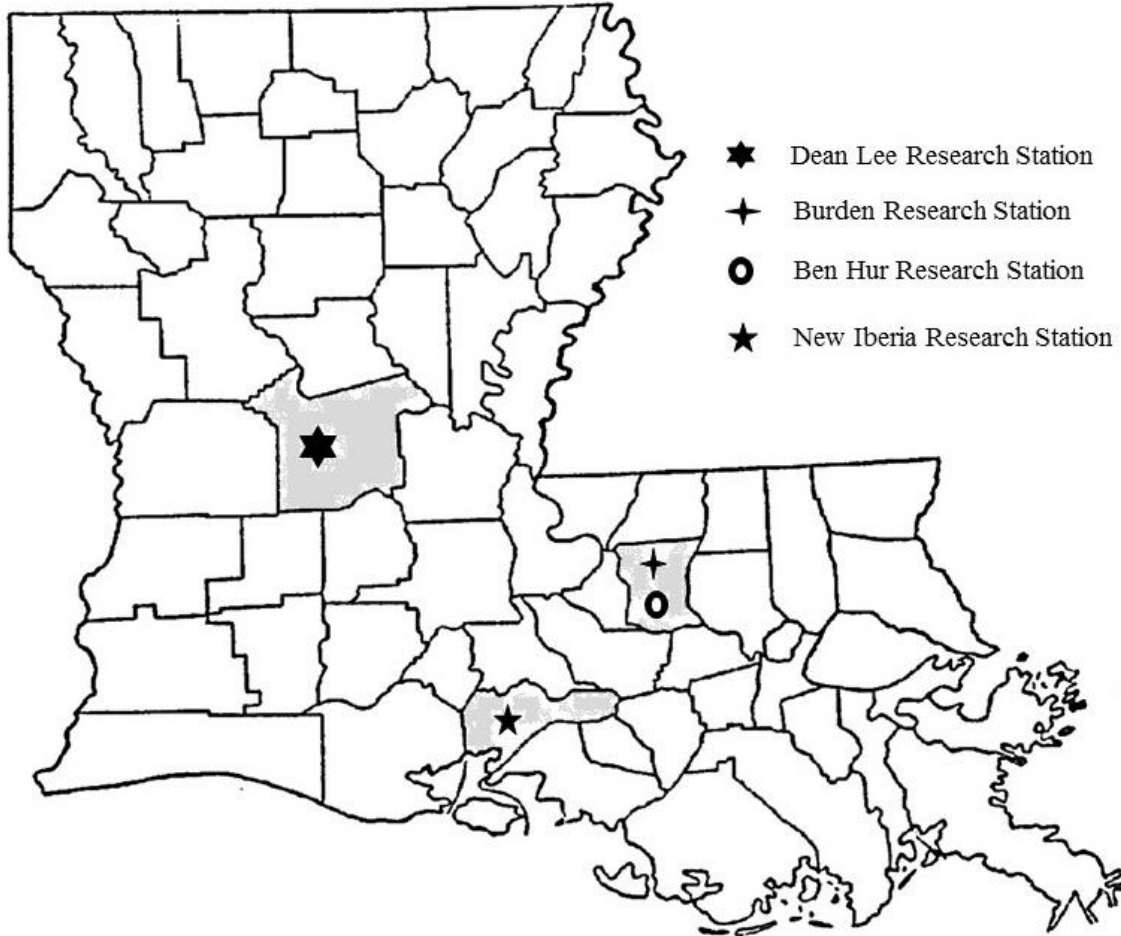 Dean Lee Research Station
Burden Research Station
Ben Hur Research Station
New Iberia Research Station